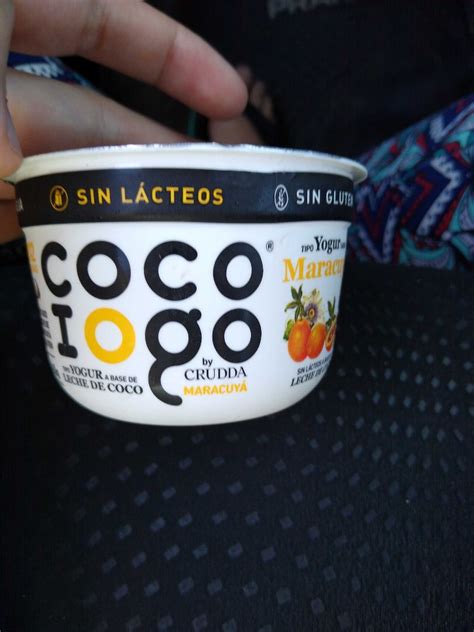 SIN LÁCTEOS
SIN GLUTEN
COCO®
IOgo
by
CRUDDA
MARACUYÁ
TIPO YOGUR A BASE DE
LECHE DE COCO
TIPO Yogur
SIN LÁCTEOS
LECHE DE